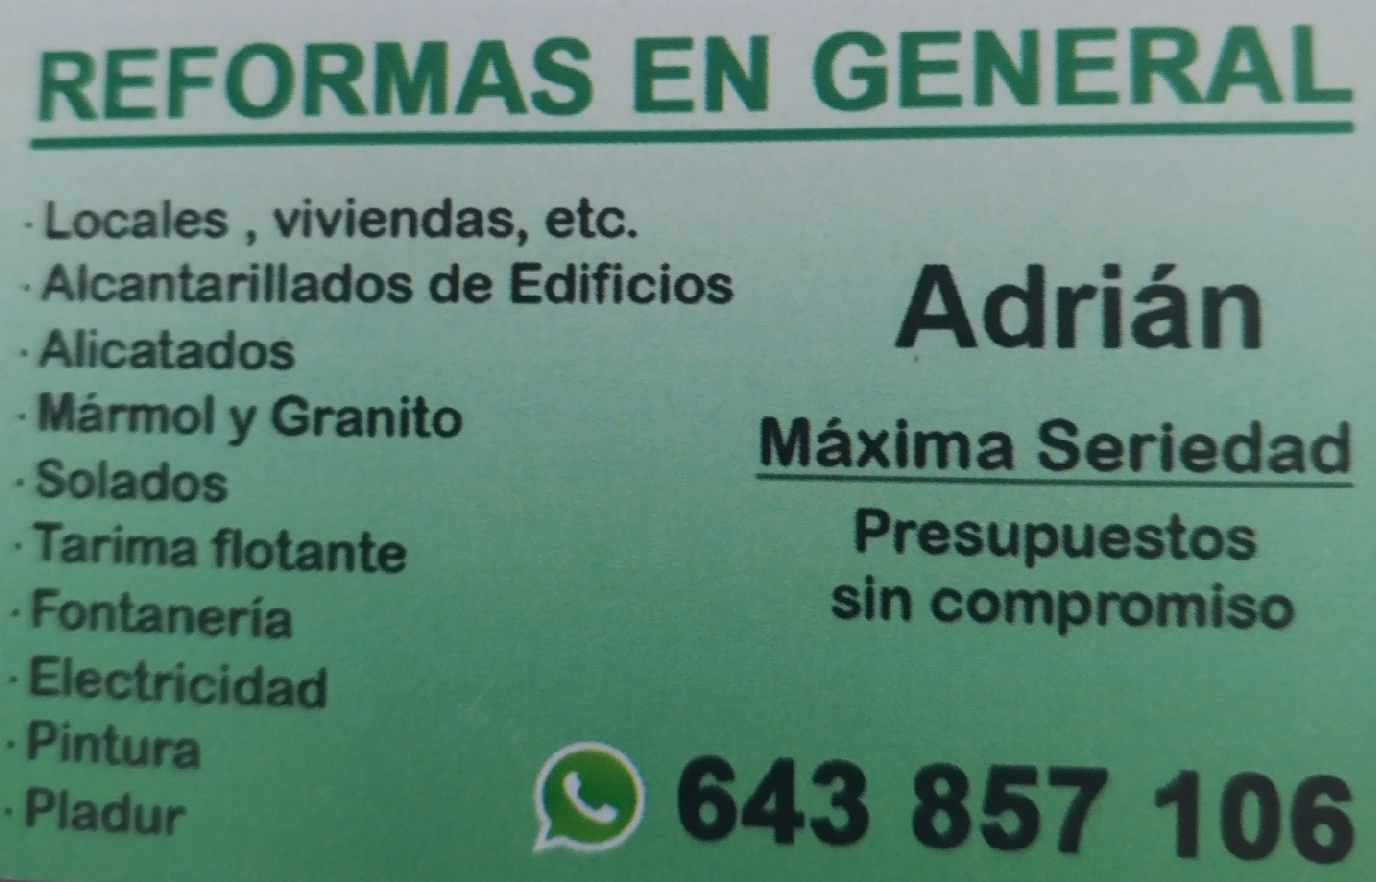 REFORMAS EN GENERAL
· Locales , viviendas, etc.
· Alcantarillados de Edificios
· Alicatados
· Mármol y Granito
· Solados
· Tarima flotante
· Fontanería
· Electricidad
· Pintura
· Pladur
Adrián
Máxima Seriedad
Presupuestos
sin compromiso
643 857 106